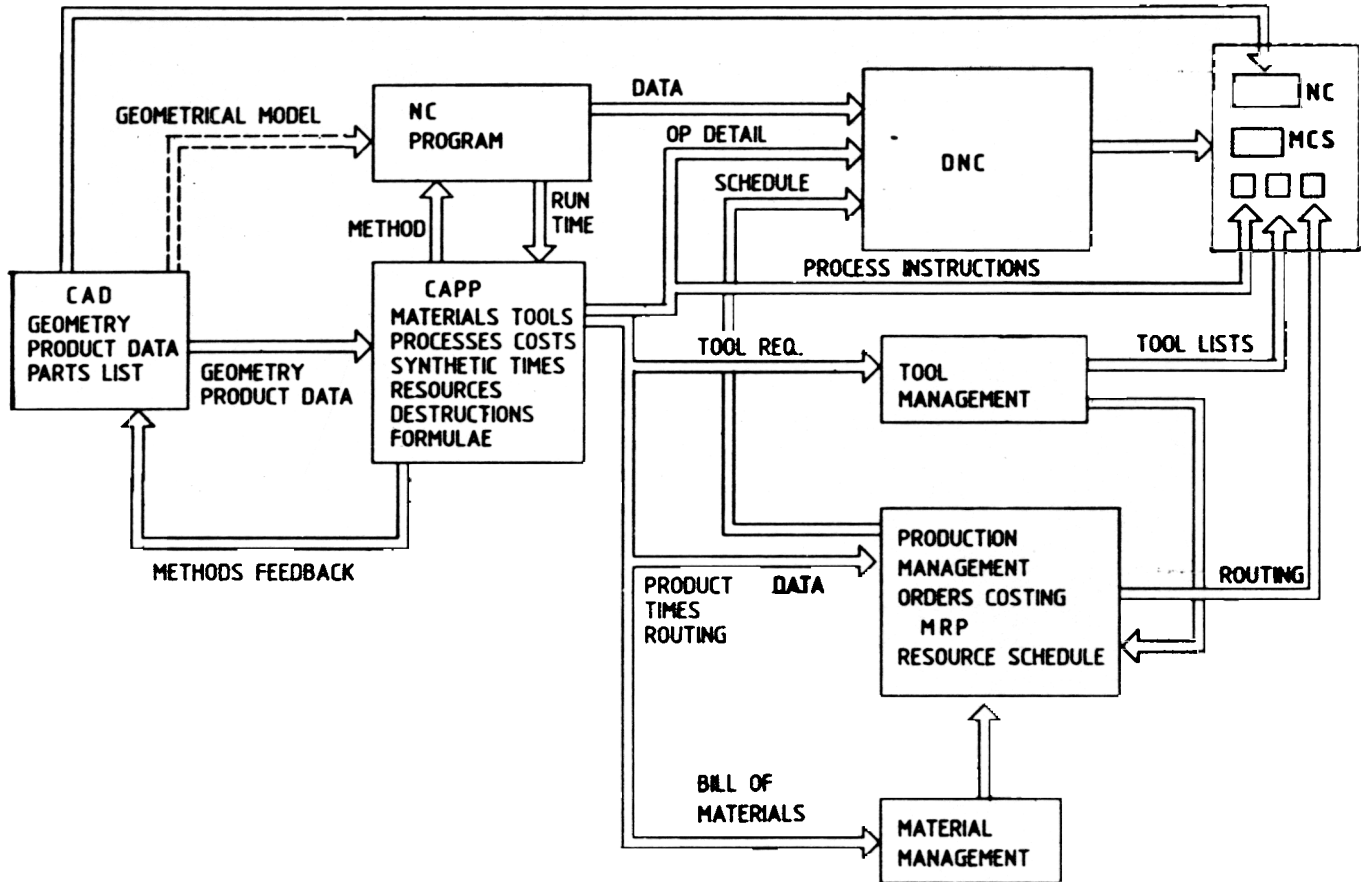 GEOMETRICAL MODEL
NC
PROGRAM
DATA
OP DETAIL
SCHEDULE
DNC
NC
MCS
METHOD
RUN
TIME
CAD
GEOMETRY
PRODUCT DATA
PARTS LIST
GEOMETRY
PRODUCT DATA
CAPP
MATERIALS TOOLS
PROCESSES COSTS
SYNTHETIC TIMES
RESOURCES
DESTRUCTIONS
FORMULAE
PROCESS INSTRUCTIONS
TOOL REQ.
TOOL
MANAGEMENT
TOOL LISTS
METHODS FEEDBACK
PRODUCT DATA
TIMES
ROUTING
PRODUCTION
MANAGEMENT
ORDERS COSTING
MRP
RESOURCE SCHEDULE
ROUTING
BILL OF
MATERIALS
MATERIAL
MANAGEMENT